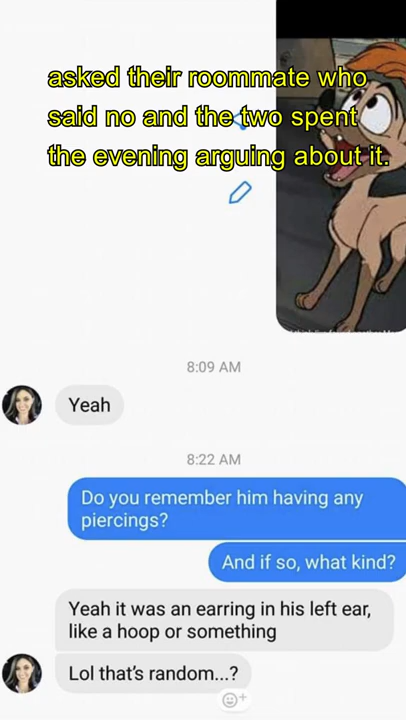 asked their roommate who
said no and the two spent
the evening arguing about it.
8:09 AM
Yeah
8:22 AM
Do you remember him having any
piercings?
And if so, what kind?
Yeah it was an earring in his left ear,
like a hoop or something
Lol that's random...?